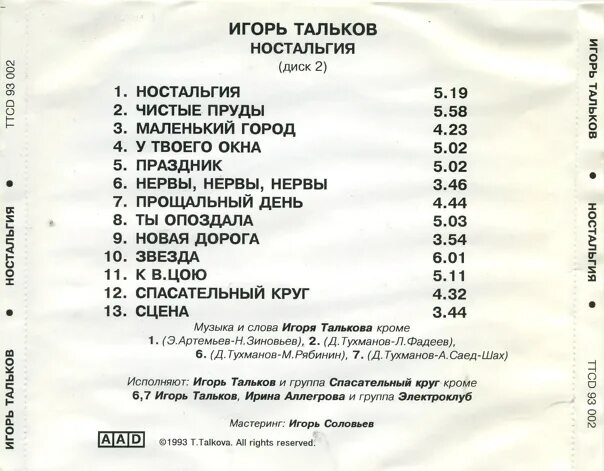 ИГОРЬ ТАЛЬКОВ
НОСТАЛЬГИЯ
(диск 2)
1. НОСТАЛЬГИЯ 5.19
2. ЧИСТЫЕ ПРУДЫ 5.58
3. МАЛЕНЬКИЙ ГОРОД 4.23
4. У ТВОЕГО ОКНА 5.02
5. ПРАЗДНИК 5.02
6. НЕРВЫ, НЕРВЫ, НЕРВЫ 3.46
7. ПРОЩАЛЬНЫЙ ДЕНЬ 4.44
8. ТЫ ОПОЗДАЛА 5.03
9. НОВАЯ ДОРОГА 3.54
10. ЗВЕЗДА 6.01
11. К В.ЦОЮ 5.11
12. СПАСАТЕЛЬНЫЙ КРУГ 4.32
13. СЦЕНА 3.44
Музыка и слова Игоря Талькова кроме
1. (Э.Артемьев-Н.Зиновьев), 2. (Д.Тухманов-Л.Фадеев),
6. (Д.Тухманов-М.Рябинин), 7. (Д.Тухманов-А.Саед-Шах)
Исполняют: Игорь Тальков и группа Спасательный круг кроме
6,7 Игорь Тальков, Ирина Аллегрова и группа Электроклуб
Мастеринг: Игорь Соловьев
AAD ©1993 T.Talkova. All rights reserved.
ИГОРЬ ТАЛЬКОВ • НОСТАЛЬГИЯ • TTCD 93 002
ИГОРЬ ТАЛЬКОВ • НОСТАЛЬГИЯ • TTCD 93 002